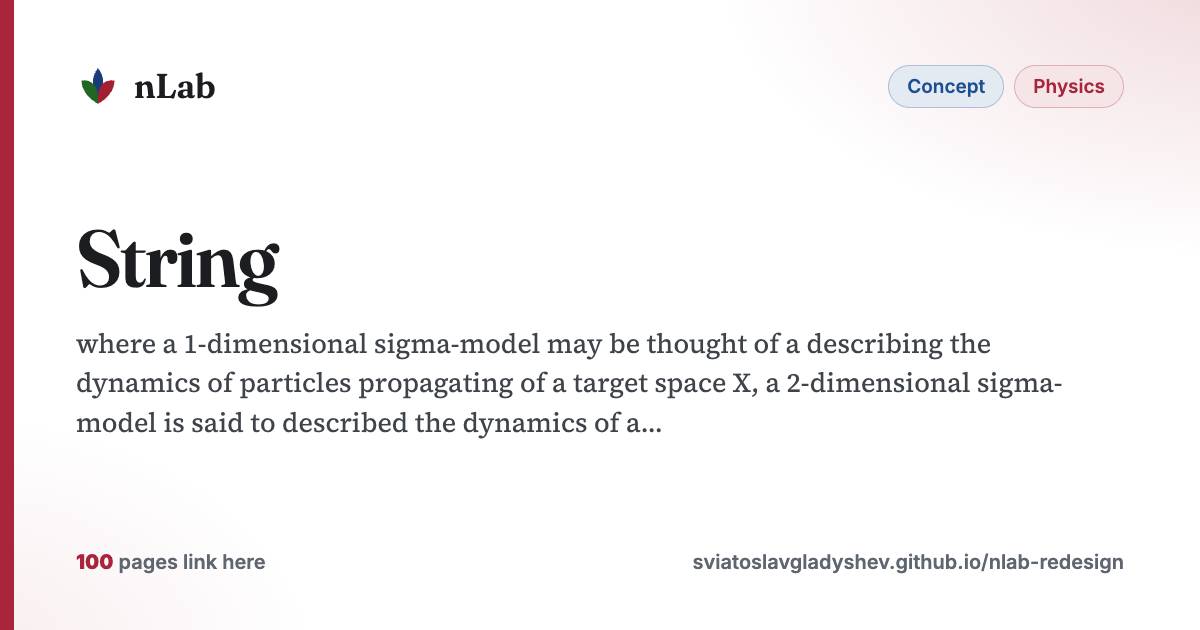 nLab
Concept
Physics
String
where a 1-dimensional sigma-model may be thought of a describing the
dynamics of particles propagating of a target space X, a 2-dimensional sigma-
model is said to described the dynamics of a...
100 pages link here
sviatoslavgladyshev.github.io/nlab-redesign